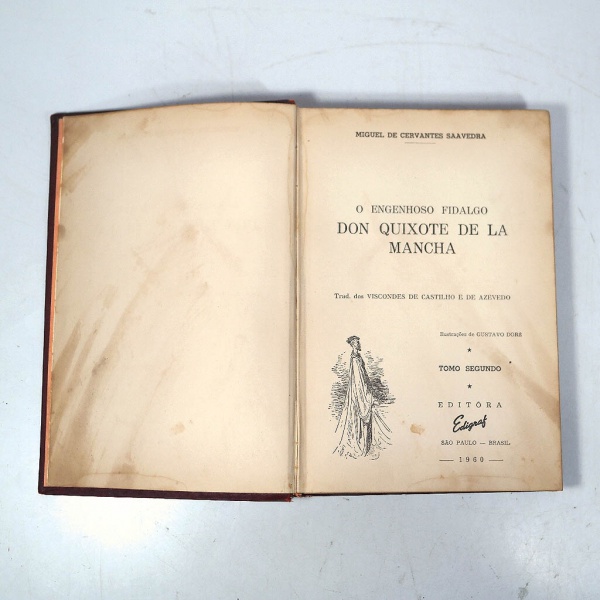 MIGUEL DE CERVANTES SAAVEDRA
O ENGENHOSO FIDALGO
DON QUIXOTE DE LA
MANCHA
Trad. dos VISCONDES DE CASTILHO E DE AZEVEDO
Ilustrações de GUSTAVO DORÉ
TOMO SEGUNDO
EDITÔRA
Edigraf
SÃO PAULO — BRASIL
— 1960 —